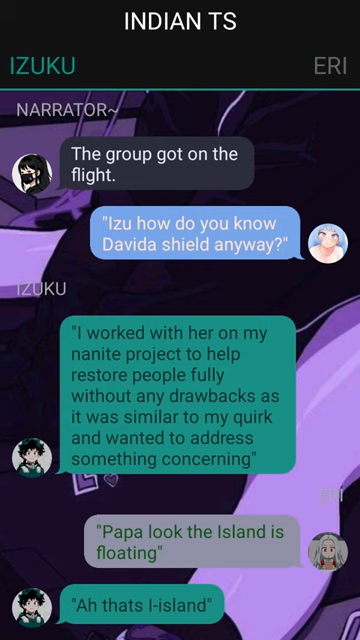 INDIAN TS
IZUKU
ERI
NARRATOR~
The group got on the
flight.
"Izu how do you know
Davida shield anyway?"
IZUKU
"I worked with her on my
nanite project to help
restore people fully
without any drawbacks as
it was similar to my quirk
and wanted to address
something concerning"
ERI
"Papa look the Island is
floating"
"Ah thats I-island"